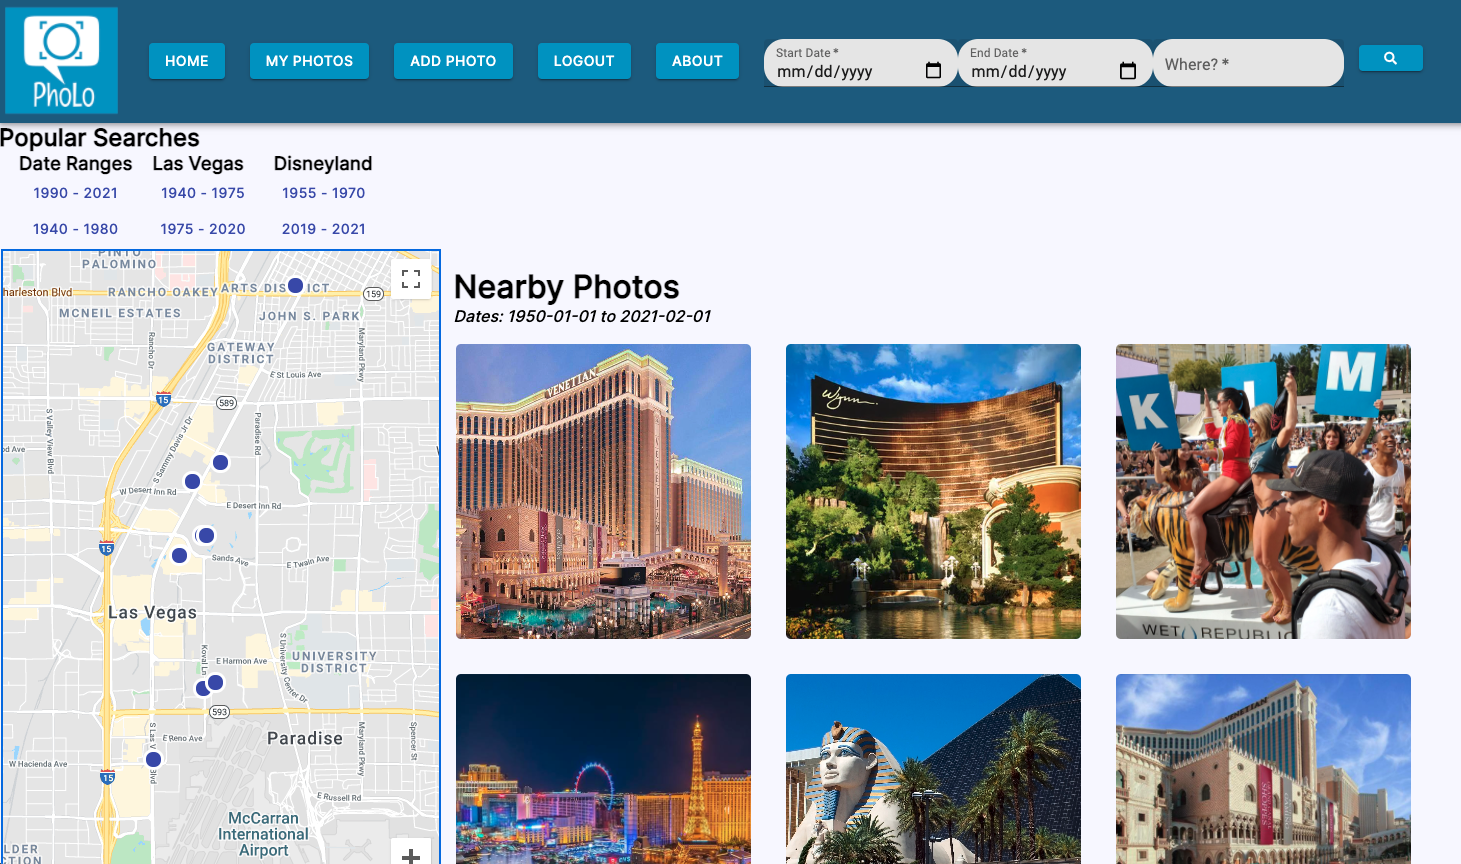 PhoLo
HOME
MY PHOTOS
ADD PHOTO
LOGOUT
ABOUT
Start Date *
mm/dd/yyyy
End Date *
mm/dd/yyyy
Where? *
Popular Searches
Date Ranges
Las Vegas
Disneyland
1990 - 2021
1940 - 1975
1955 - 1970
1940 - 1980
1975 - 2020
2019 - 2021
PINTO
PALOMINO
harleston Blvd
RANCHO OAKEY
ARTS DIS ICT
159
MCNEIL ESTATES
JOHN S. PARK
Rancho Dr
Maryland Pkwy
GATEWAY
DISTRICT
E St Louis Ave
15
589
S Valley View Blvd
Paradise Rd
S Sammy Davis Jr Dr
od Ave
W Desert Inn Rd
E Desert Inn Rd
15
Sands Ave
E Twain Ave
Las Vegas
Koval Ln
S University Center Dr
UNIVERSITY
DISTRICT
E Harmon Ave
593
S Las V Blvd
E Reno Ave
Paradise
Maryland Pkwy
Spencer St
W Hacienda Ave
15
E Russell Rd
McCarran
International
Airport
LDER
CTION
Nearby Photos
Dates: 1950-01-01 to 2021-02-01
VENETIAN
VENETIAN
Wynn
K
I
M
WET REPUBLIC
VENETIAN
SHOPPES